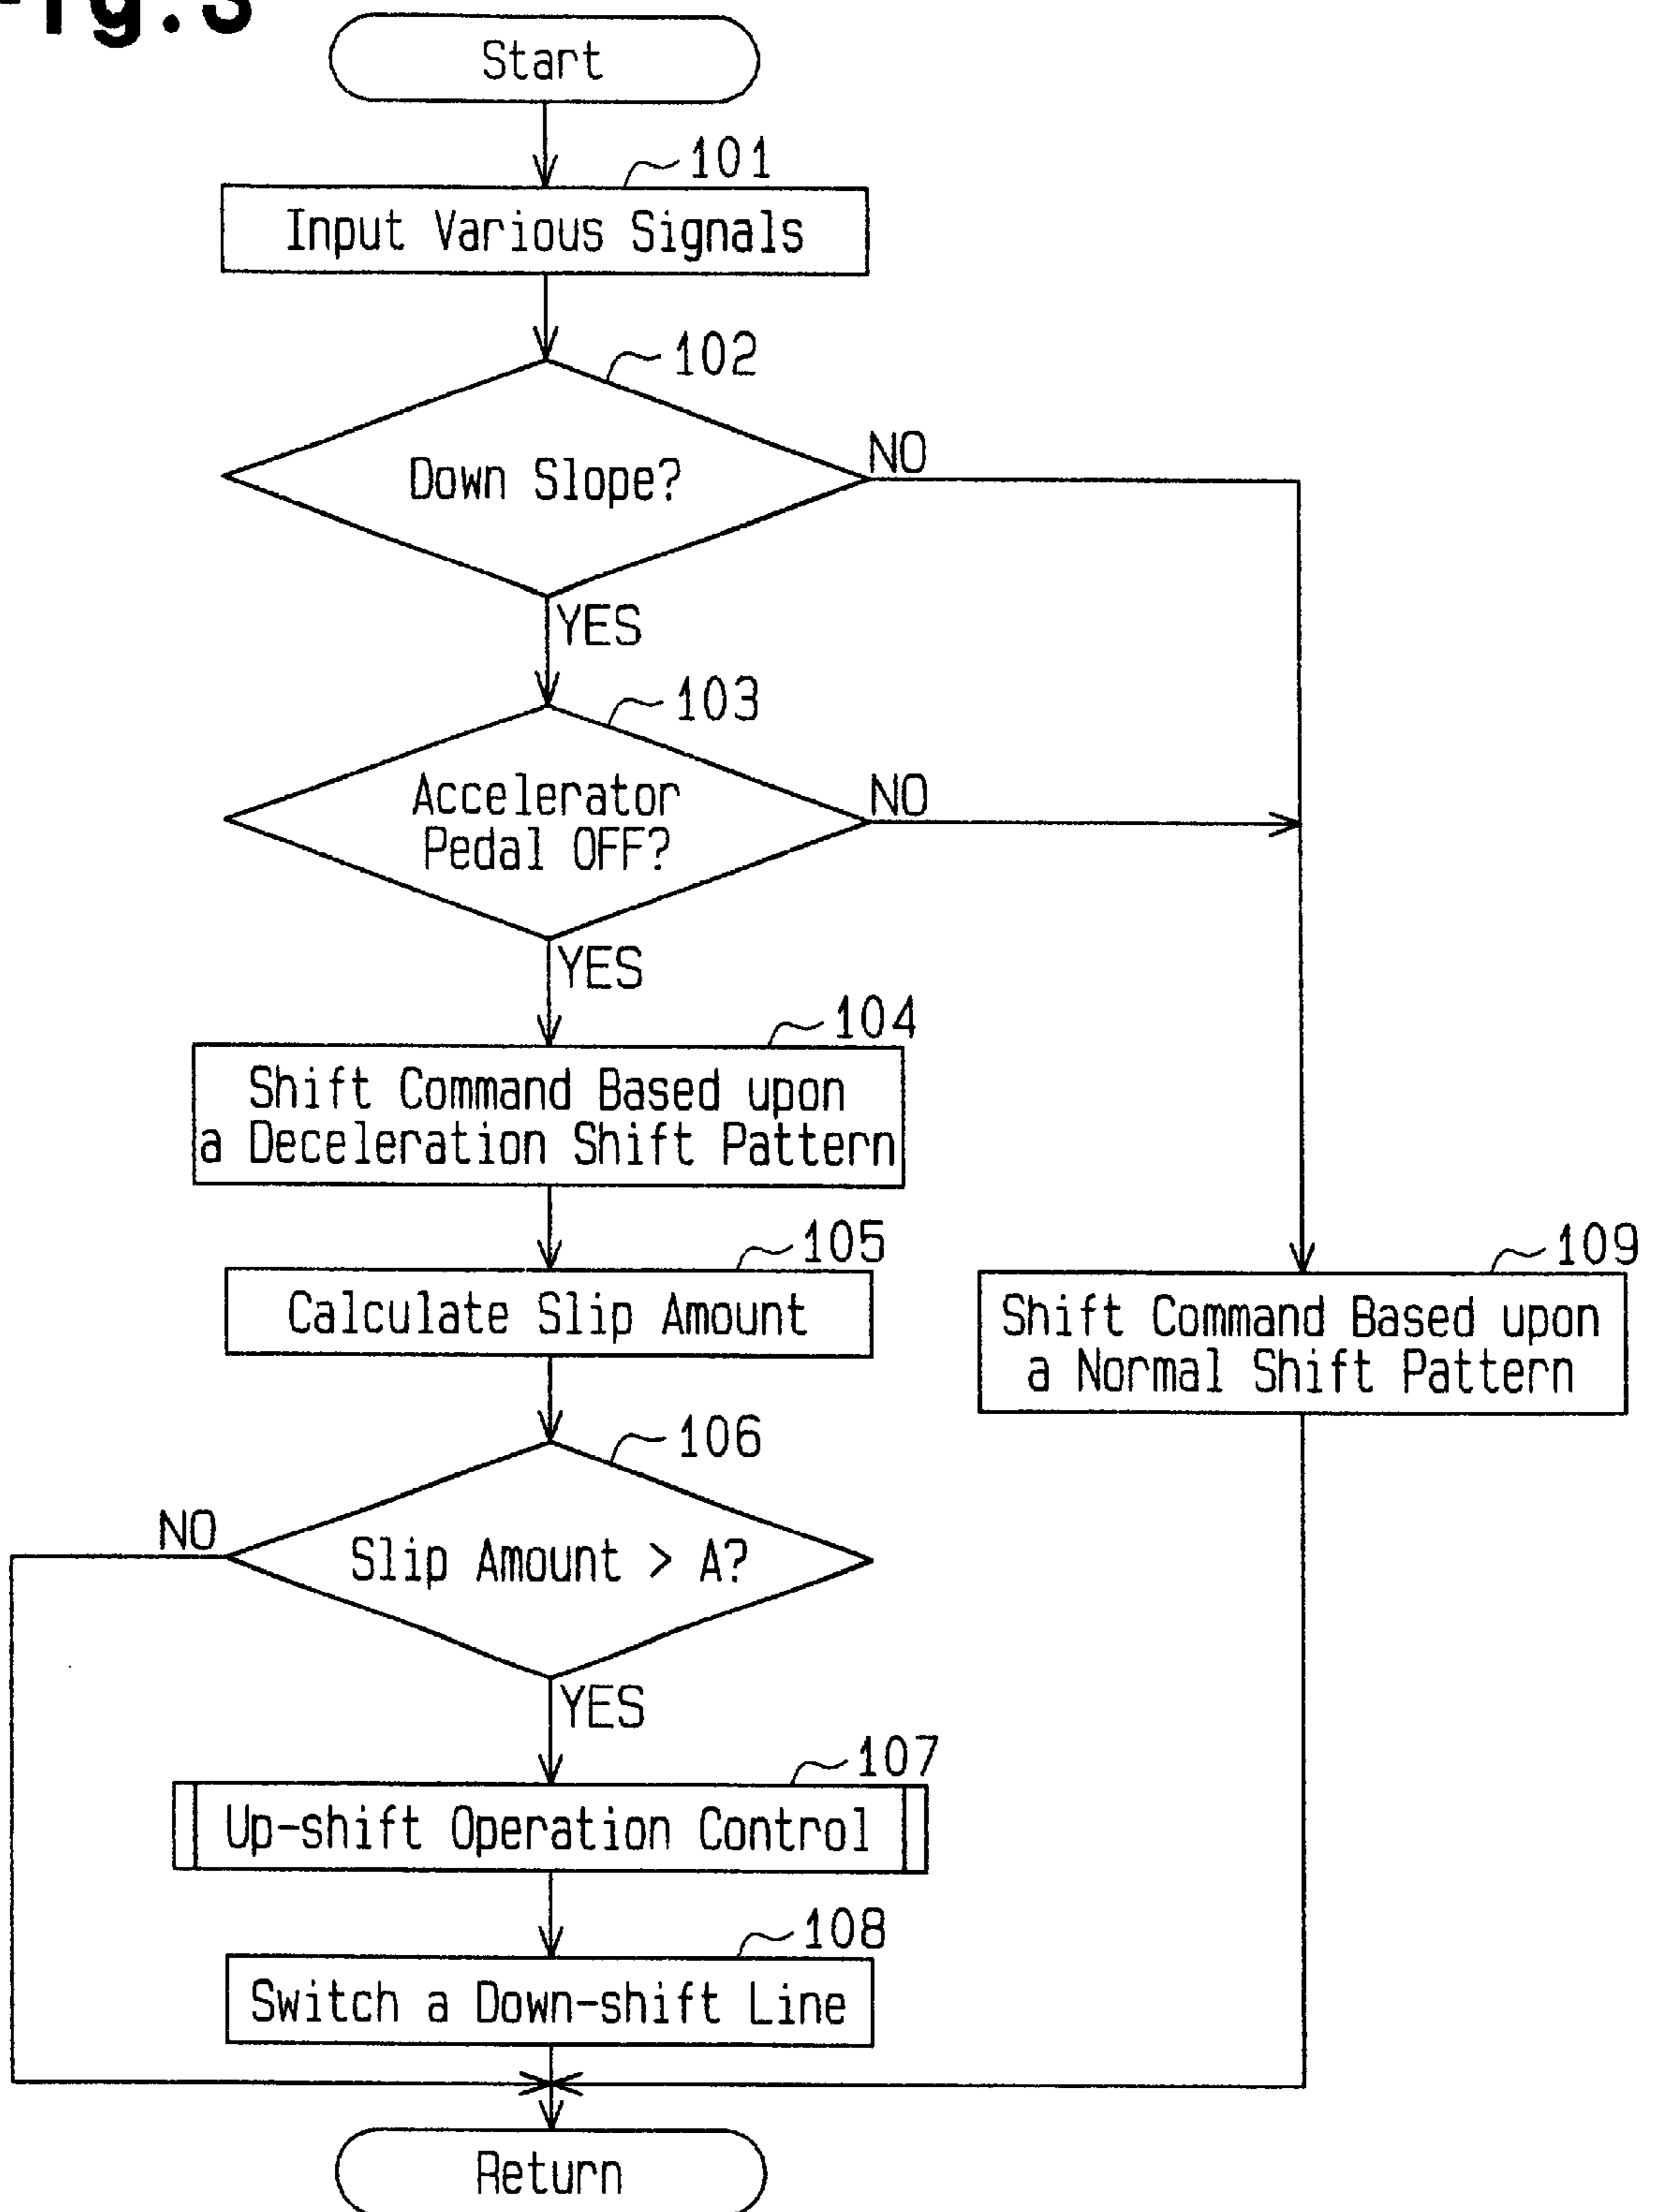 Fig.3
Start
101
Input Various Signals
102
Down Slope?
NO
YES
103
Accelerator
Pedal OFF?
NO
YES
104
Shift Command Based upon
a Deceleration Shift Pattern
105
Calculate Slip Amount
109
Shift Command Based upon
a Normal Shift Pattern
106
NO
Slip Amount > A?
YES
107
Up-shift Operation Control
108
Switch a Down-shift Line
Return